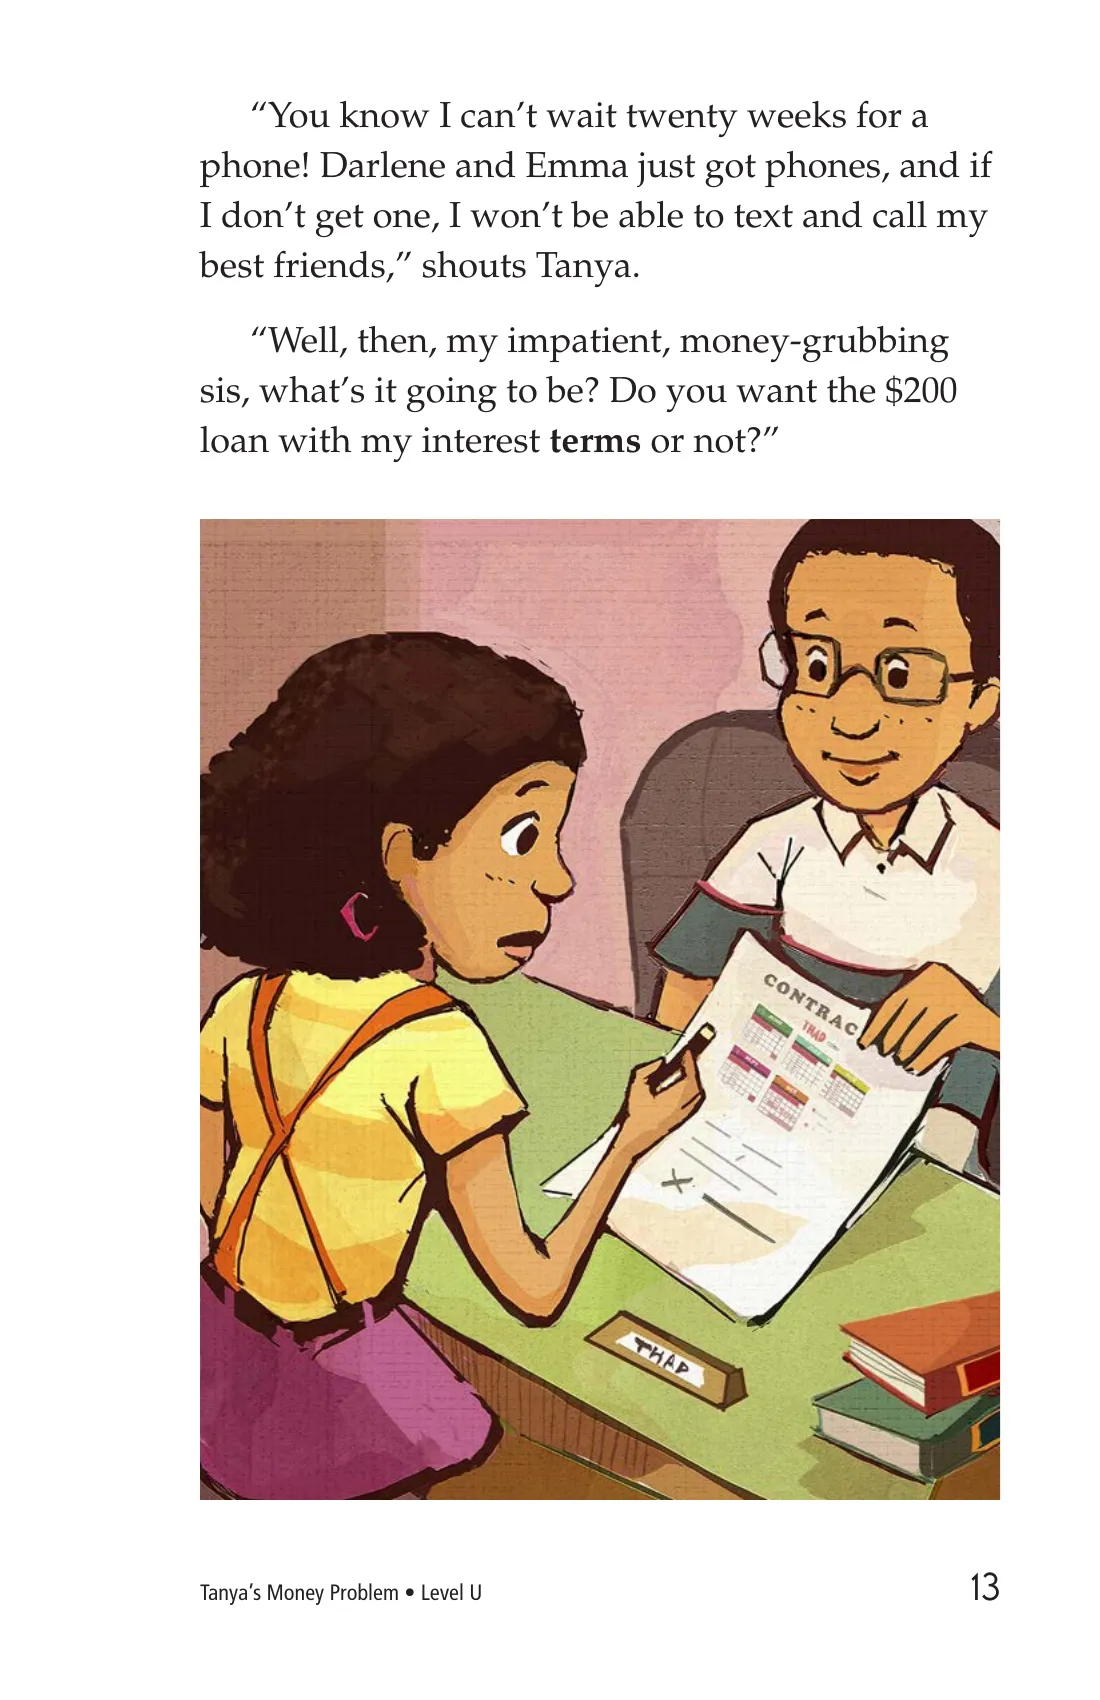 “You know I can’t wait twenty weeks for a
phone! Darlene and Emma just got phones, and if
I don’t get one, I won’t be able to text and call my
best friends,” shouts Tanya.
“Well, then, my impatient, money-grubbing
sis, what’s it going to be? Do you want the $200
loan with my interest terms or not?”
CONTRAC
THAD
X
THAD
Tanya’s Money Problem • Level U
13